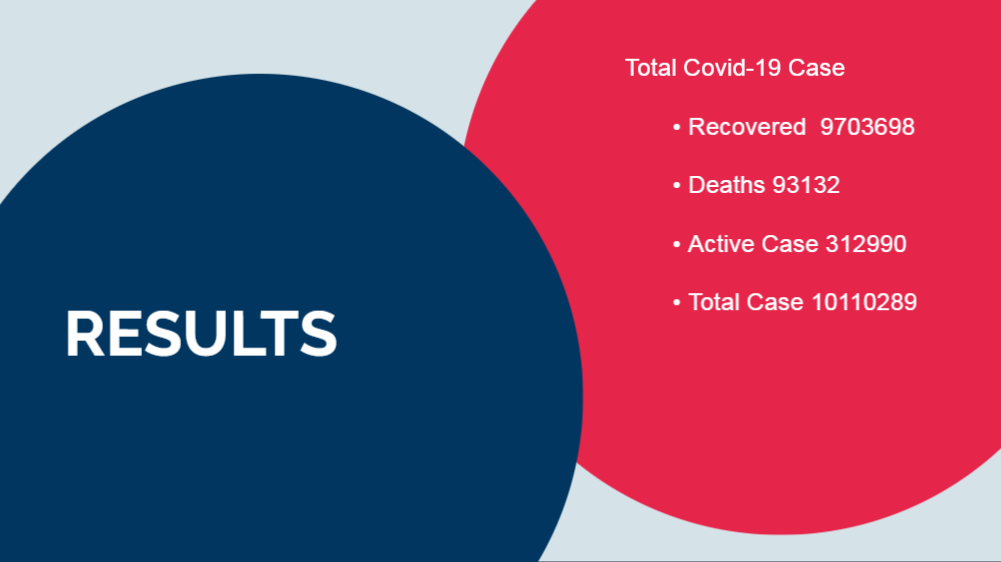 RESULTS
Total Covid-19 Case
• Recovered  9703698
• Deaths 93132
• Active Case 312990
• Total Case 10110289